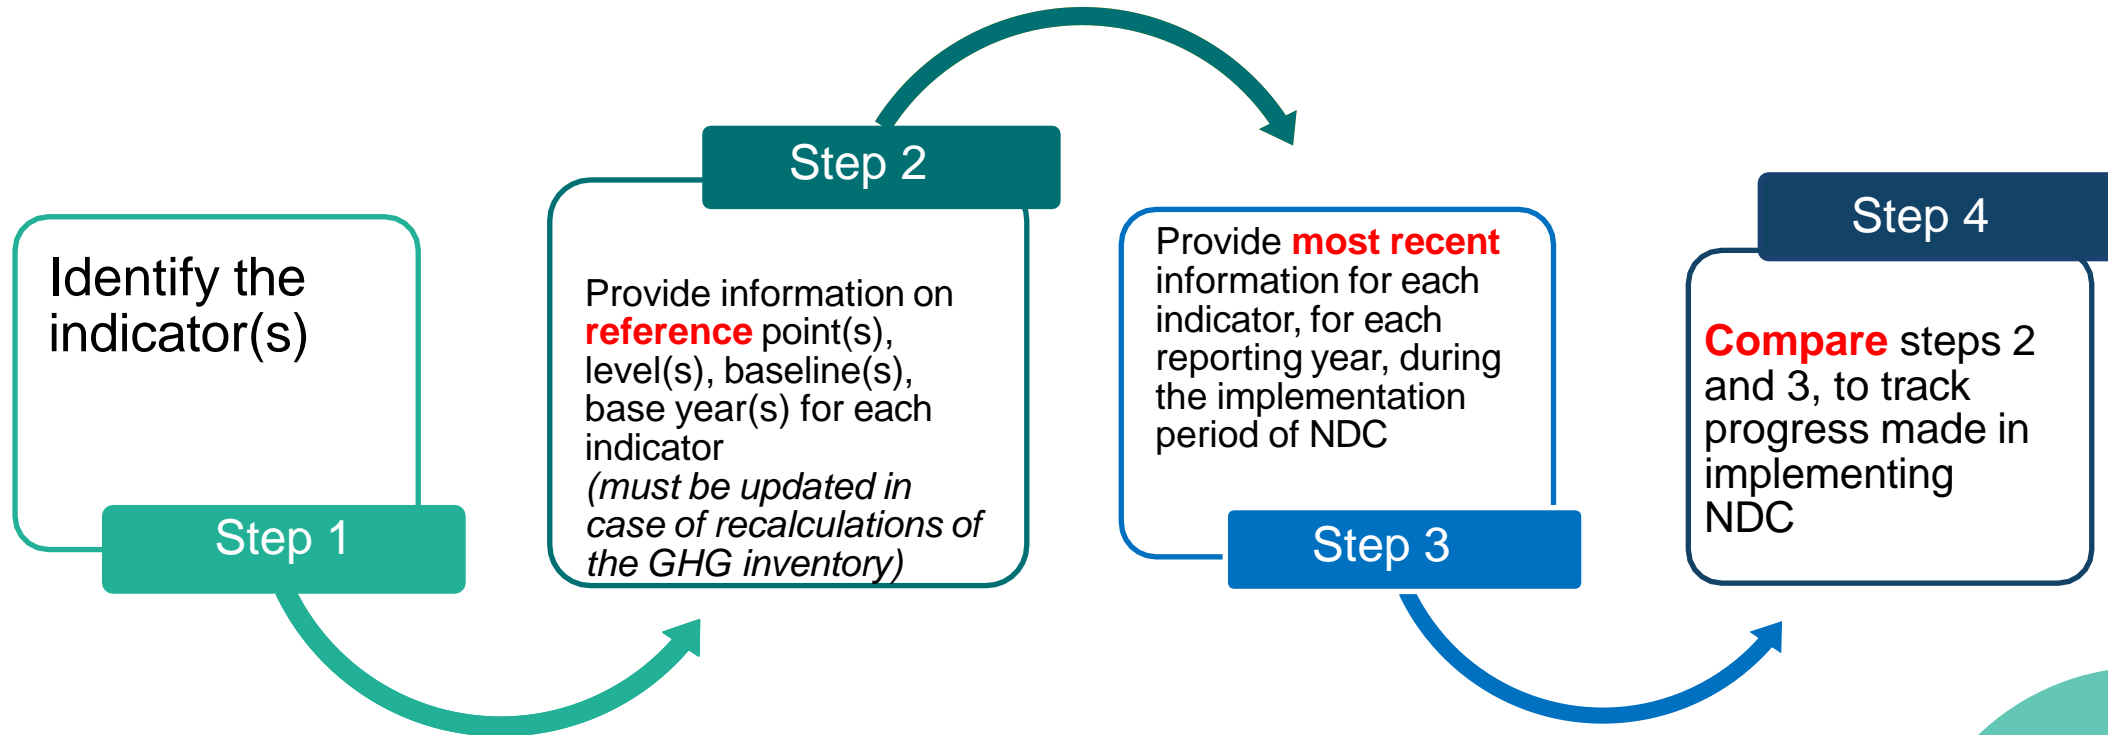 Identify the
indicator(s)
Step 1
Step 2
Provide information on
reference point(s),
level(s), baseline(s),
base year(s) for each
indicator
(must be updated in
case of recalculations of
the GHG inventory)
Provide most recent
information for each
indicator, for each
reporting year, during
the implementation
period of NDC
Step 3
Step 4
Compare steps 2
and 3, to track
progress made in
implementing
NDC